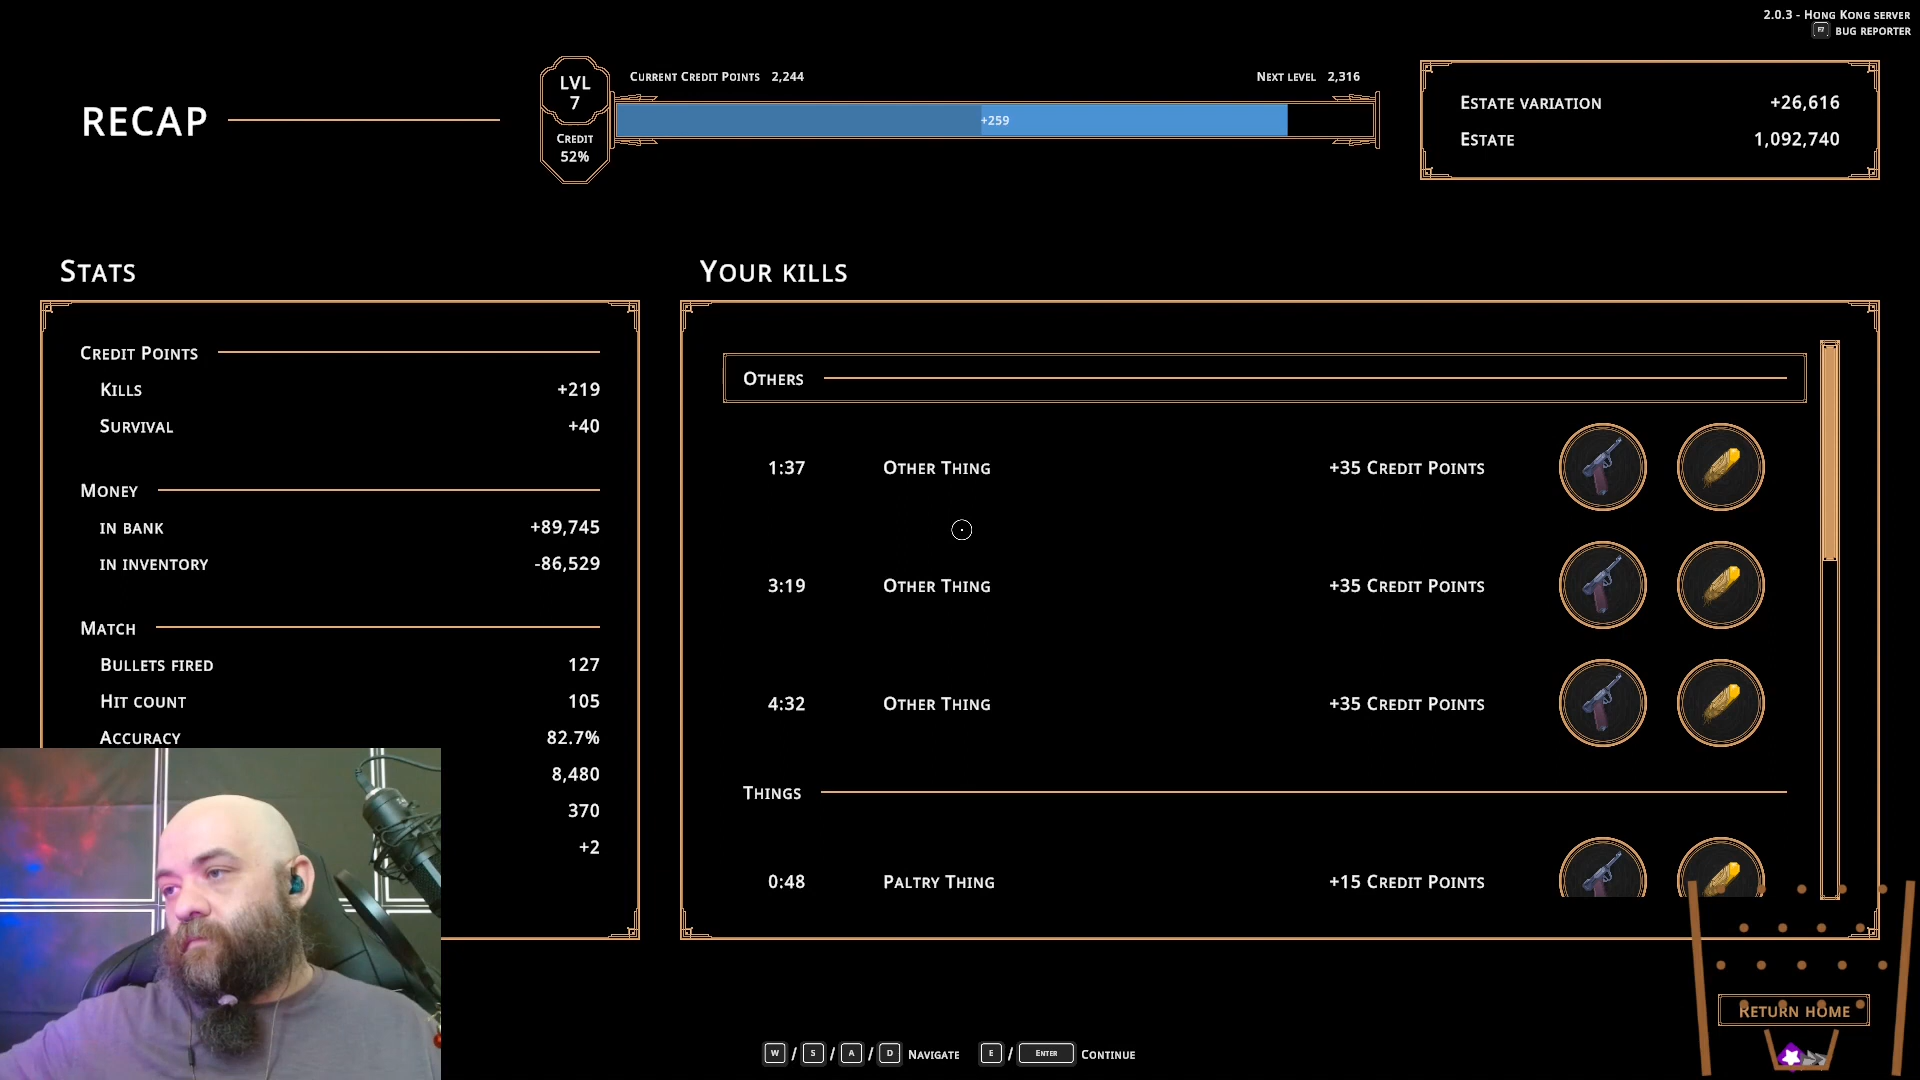 2.0.3 - Hong Kong server
F7 bug reporter
RECAP
LVL
7
Credit
52%
Current Credit Points 2,244
Next level 2,316
+259
Estate variation +26,616
Estate 1,092,740
Stats
Credit Points
Kills +219
Survival +40
Money
in bank +89,745
in inventory -86,529
Match
Bullets fired 127
Hit count 105
Accuracy 82.7%
8,480
370
+2
Your kills
Others
1:37 Other Thing +35 Credit Points
3:19 Other Thing +35 Credit Points
4:32 Other Thing +35 Credit Points
Things
0:48 Paltry Thing +15 Credit Points
Return home
W / S / A / D Navigate E / Enter Continue